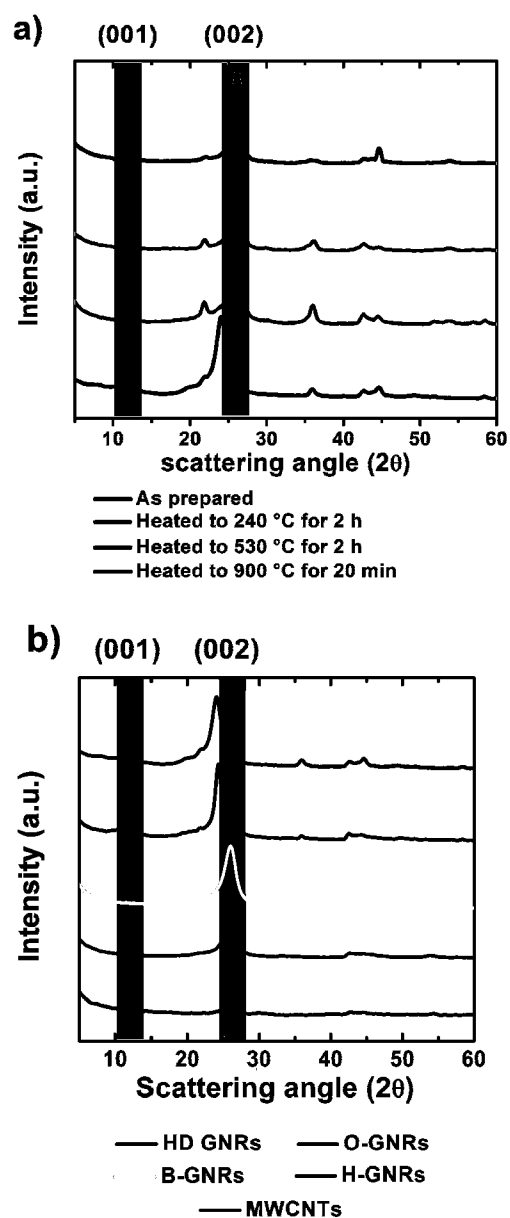 a)
(001) (002)
Intensity (a.u.)
10 20 30 40 50 60
scattering angle (2θ)
As prepared
Heated to 240 °C for 2 h
Heated to 530 °C for 2 h
Heated to 900 °C for 20 min
b)
(001) (002)
Intensity (a.u.)
10 20 30 40 50 60
Scattering angle (2θ)
HD GNRs O-GNRs
B-GNRs H-GNRs
MWCNTs